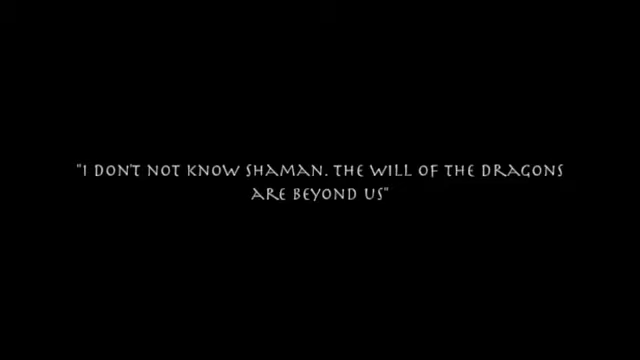 "I DON'T NOT KNOW SHAMAN. THE WILL OF THE DRAGONS
ARE BEYOND US"